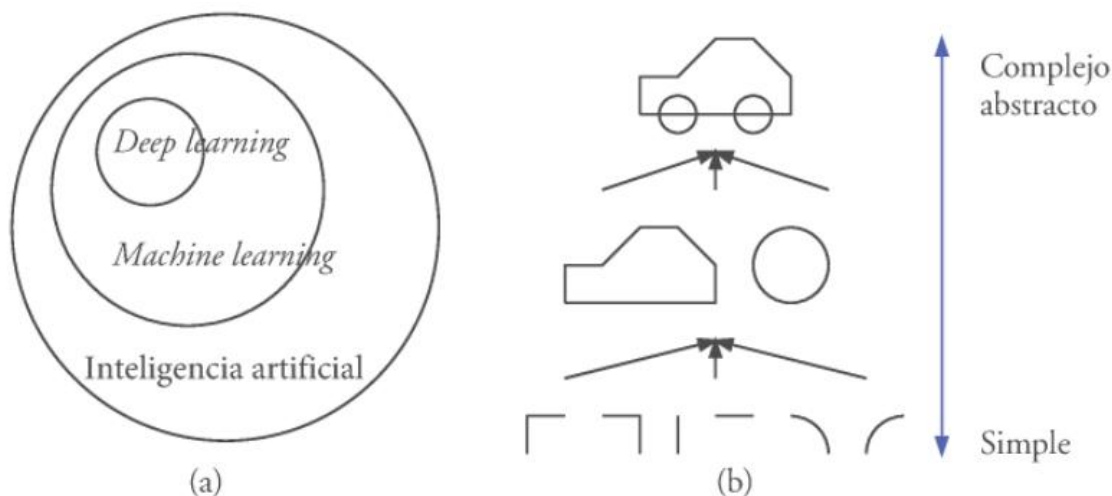 Deep learning
Machine learning
Inteligencia artificial
(a)
Complejo
abstracto
Simple
(b)